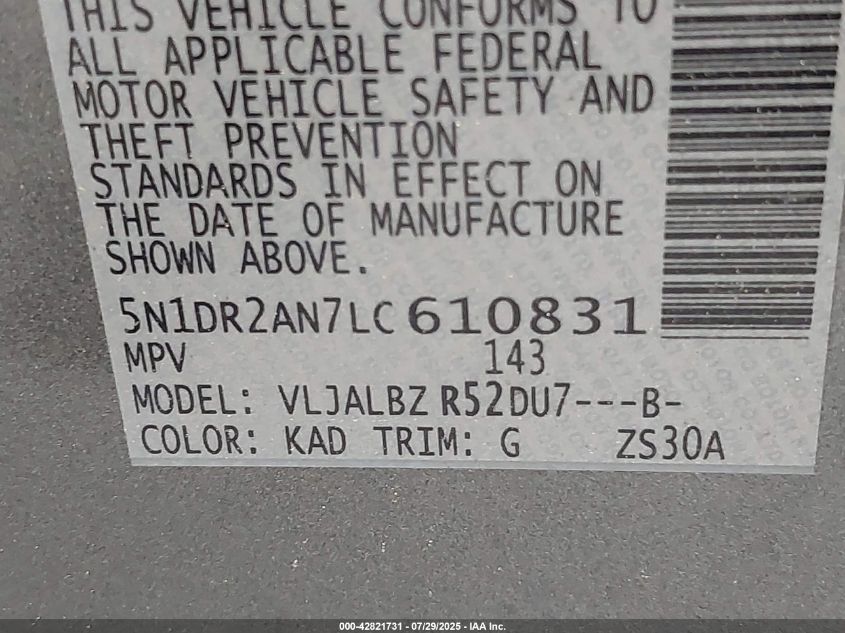 THIS VEHICLE CONFORMS TO
ALL APPLICABLE FEDERAL
MOTOR VEHICLE SAFETY AND
THEFT PREVENTION
STANDARDS IN EFFECT ON
THE DATE OF MANUFACTURE
SHOWN ABOVE.
5N1DR2AN7LC610831
MPV 143
MODEL: VLJALBZ R52DU7---B-
COLOR: KAD TRIM: G ZS30A
000-42821731 - 07/29/2025 - IAA Inc.